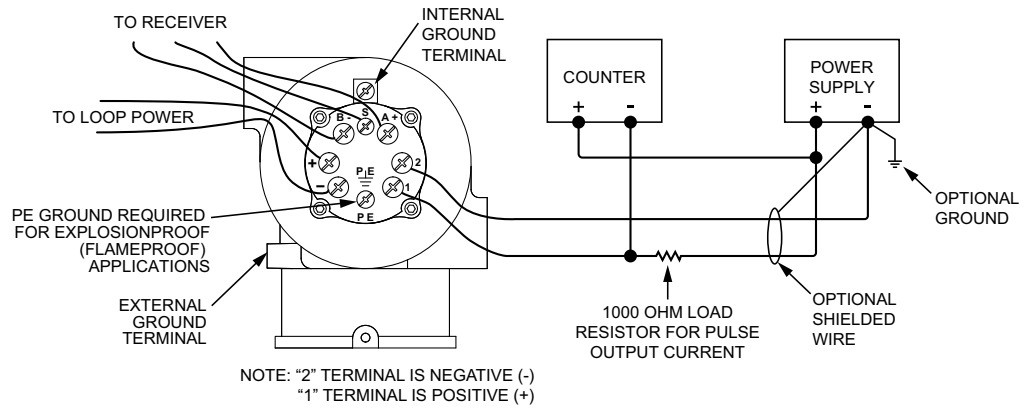 TO RECEIVER
INTERNAL
GROUND
TERMINAL
COUNTER
+ -
POWER
SUPPLY
+ -
TO LOOP POWER
B - S A +
+ 2
P E
- 1
P E
PE GROUND REQUIRED
FOR EXPLOSIONPROOF
(FLAMEPROOF)
APPLICATIONS
EXTERNAL
GROUND
TERMINAL
OPTIONAL
GROUND
1000 OHM LOAD
RESISTOR FOR PULSE
OUTPUT CURRENT
OPTIONAL
SHIELDED
WIRE
NOTE: “2” TERMINAL IS NEGATIVE (-)
“1” TERMINAL IS POSITIVE (+)